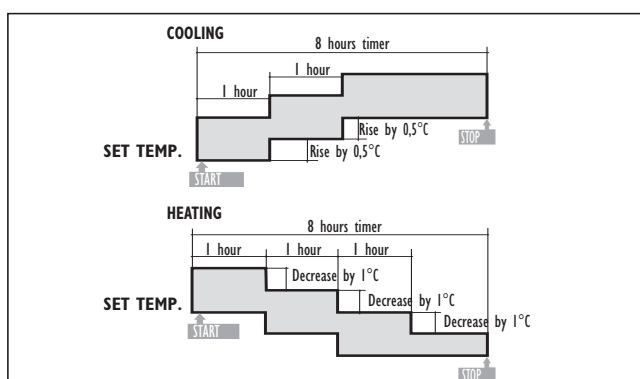 COOLING
8 hours timer
1 hour
1 hour
Rise by 0,5°C
STOP
SET TEMP.
Rise by 0,5°C
START
HEATING
8 hours timer
1 hour 1 hour 1 hour
Decrease by 1°C
SET TEMP.
Decrease by 1°C
START
Decrease by 1°C
STOP